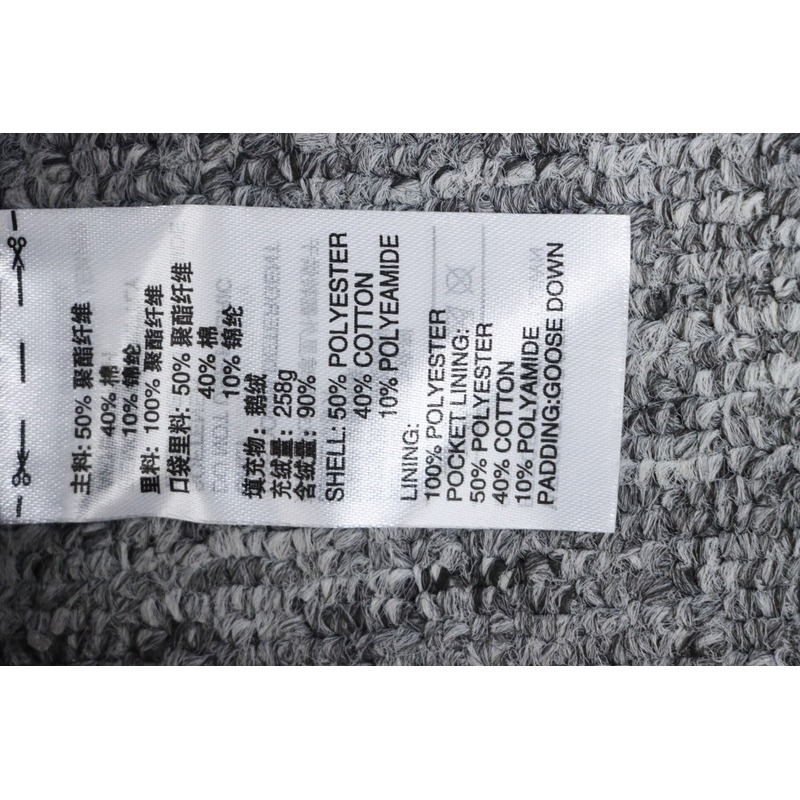 主料: 50% 聚酯纤维
40% 棉
10% 锦纶
里料: 100% 聚酯纤维
口袋里料: 50% 聚酯纤维
40% 棉
10% 锦纶
填充物: 鹅绒
充绒量: 258g
含绒量: 90%
SHELL: 50% POLYESTER
40% COTTON
10% POLYEAMIDE
LINING:
100% POLYESTER
POCKET LINING:
50% POLYESTER
40% COTTON
10% POLYAMIDE
PADDING:GOOSE DOWN